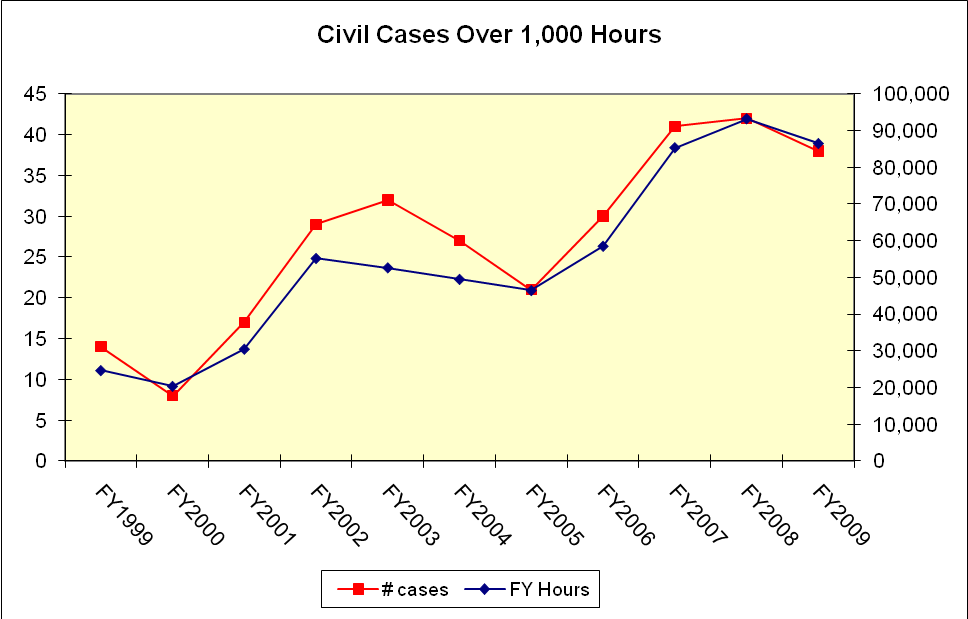 Civil Cases Over 1,000 Hours
45
40
35
30
25
20
15
10
5
0
100,000
90,000
80,000
70,000
60,000
50,000
40,000
30,000
20,000
10,000
0
FY1999
FY2000
FY2001
FY2002
FY2003
FY2004
FY2005
FY2006
FY2007
FY2008
FY2009
# cases
FY Hours